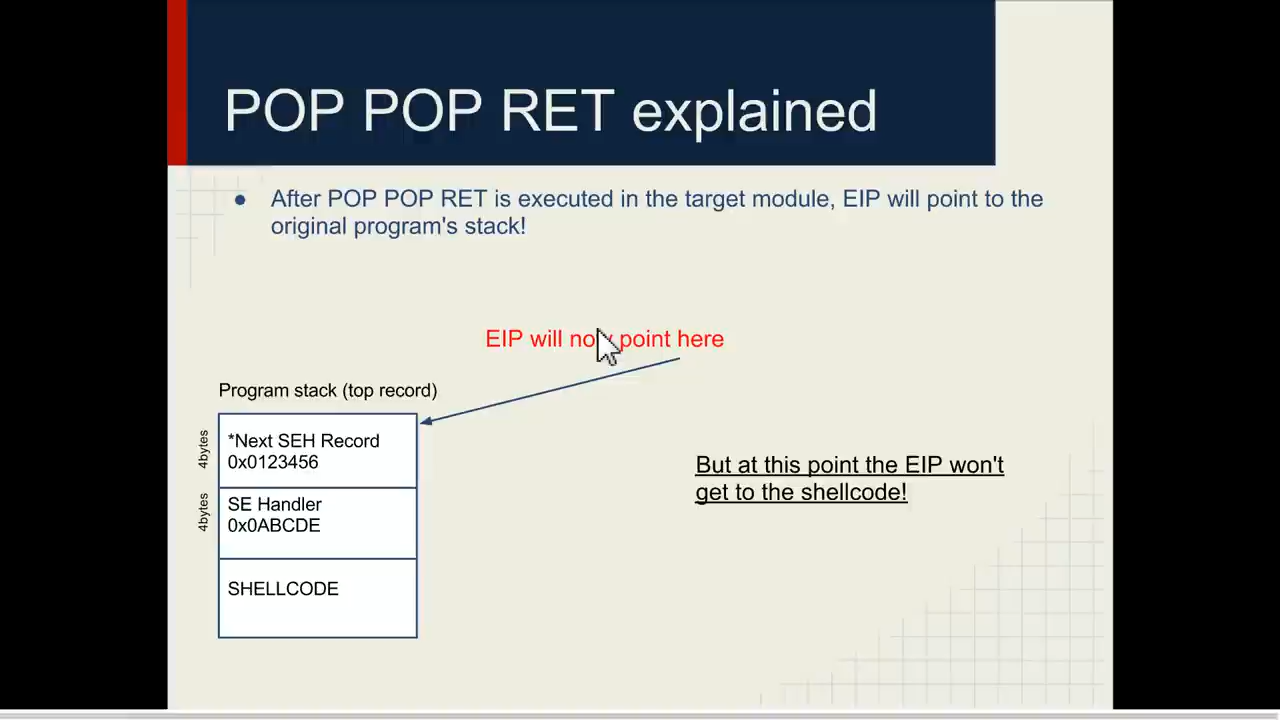 POP POP RET explained
● After POP POP RET is executed in the target module, EIP will point to the
original program's stack!
EIP will now point here
Program stack (top record)
4bytes
*Next SEH Record
0x0123456
But at this point the EIP won't
get to the shellcode!
4bytes
SE Handler
0x0ABCDE
SHELLCODE